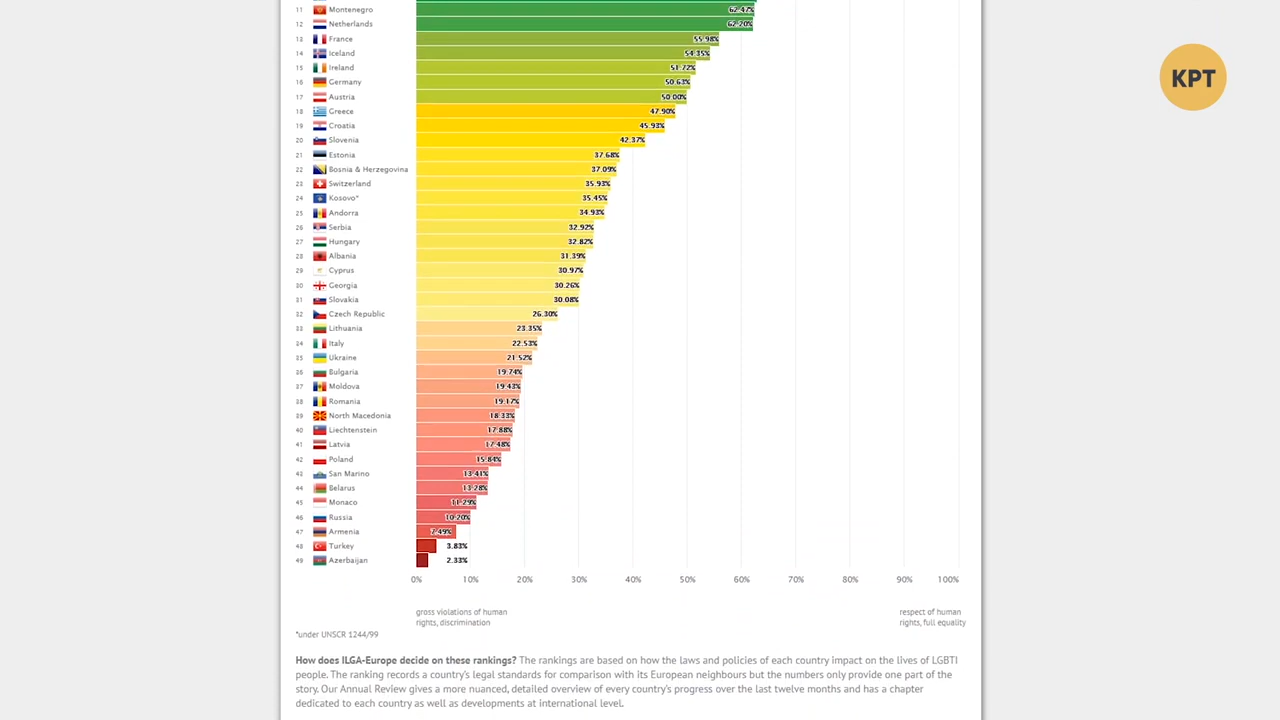 11 Montenegro 62.47%
12 Netherlands 62.20%
13 France 55.98%
14 Iceland 54.35%
15 Ireland 51.72%
16 Germany 50.63%
17 Austria 50.00%
18 Greece 47.90%
19 Croatia 45.93%
20 Slovenia 42.37%
21 Estonia 37.68%
22 Bosnia & Herzegovina 37.09%
23 Switzerland 35.93%
24 Kosovo* 35.45%
25 Andorra 34.93%
26 Serbia 32.92%
27 Hungary 32.82%
28 Albania 31.39%
29 Cyprus 30.97%
30 Georgia 30.26%
31 Slovakia 30.08%
32 Czech Republic 26.30%
33 Lithuania 23.35%
34 Italy 22.53%
35 Ukraine 21.52%
36 Bulgaria 19.74%
37 Moldova 19.43%
38 Romania 19.17%
39 North Macedonia 18.33%
40 Liechtenstein 17.88%
41 Latvia 17.48%
42 Poland 15.84%
43 San Marino 13.41%
44 Belarus 13.28%
45 Monaco 11.29%
46 Russia 10.20%
47 Armenia 7.49%
48 Turkey 3.83%
49 Azerbaijan 2.33%
0% 10% 20% 30% 40% 50% 60% 70% 80% 90% 100%
gross violations of human
rights, discrimination
respect of human
rights, full equality
*under UNSCR 1244/99
How does ILGA-Europe decide on these rankings? The rankings are based on how the laws and policies of each country impact on the lives of LGBTI
people. The ranking records a country's legal standards for comparison with its European neighbours but the numbers only provide one part of the
story. Our Annual Review gives a more nuanced, detailed overview of every country's progress over the last twelve months and has a chapter
dedicated to each country as well as developments at international level.
KPT